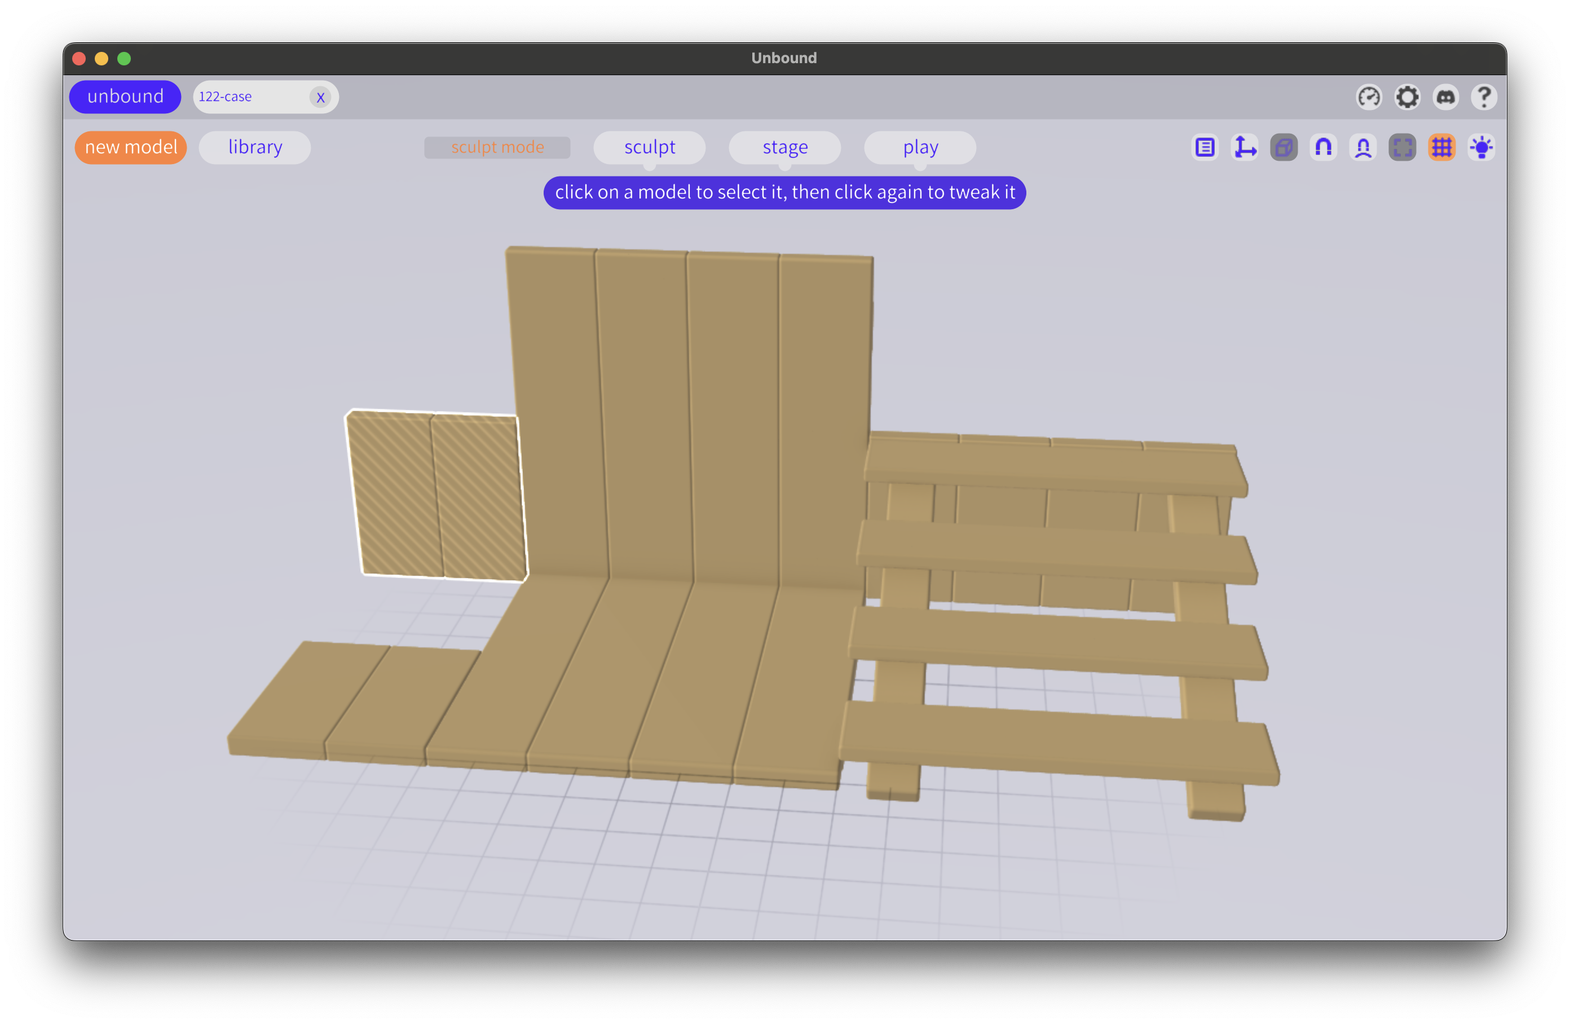 Unbound
unbound
122-case
X
new model
library
sculpt mode
sculpt
stage
play
click on a model to select it, then click again to tweak it
?